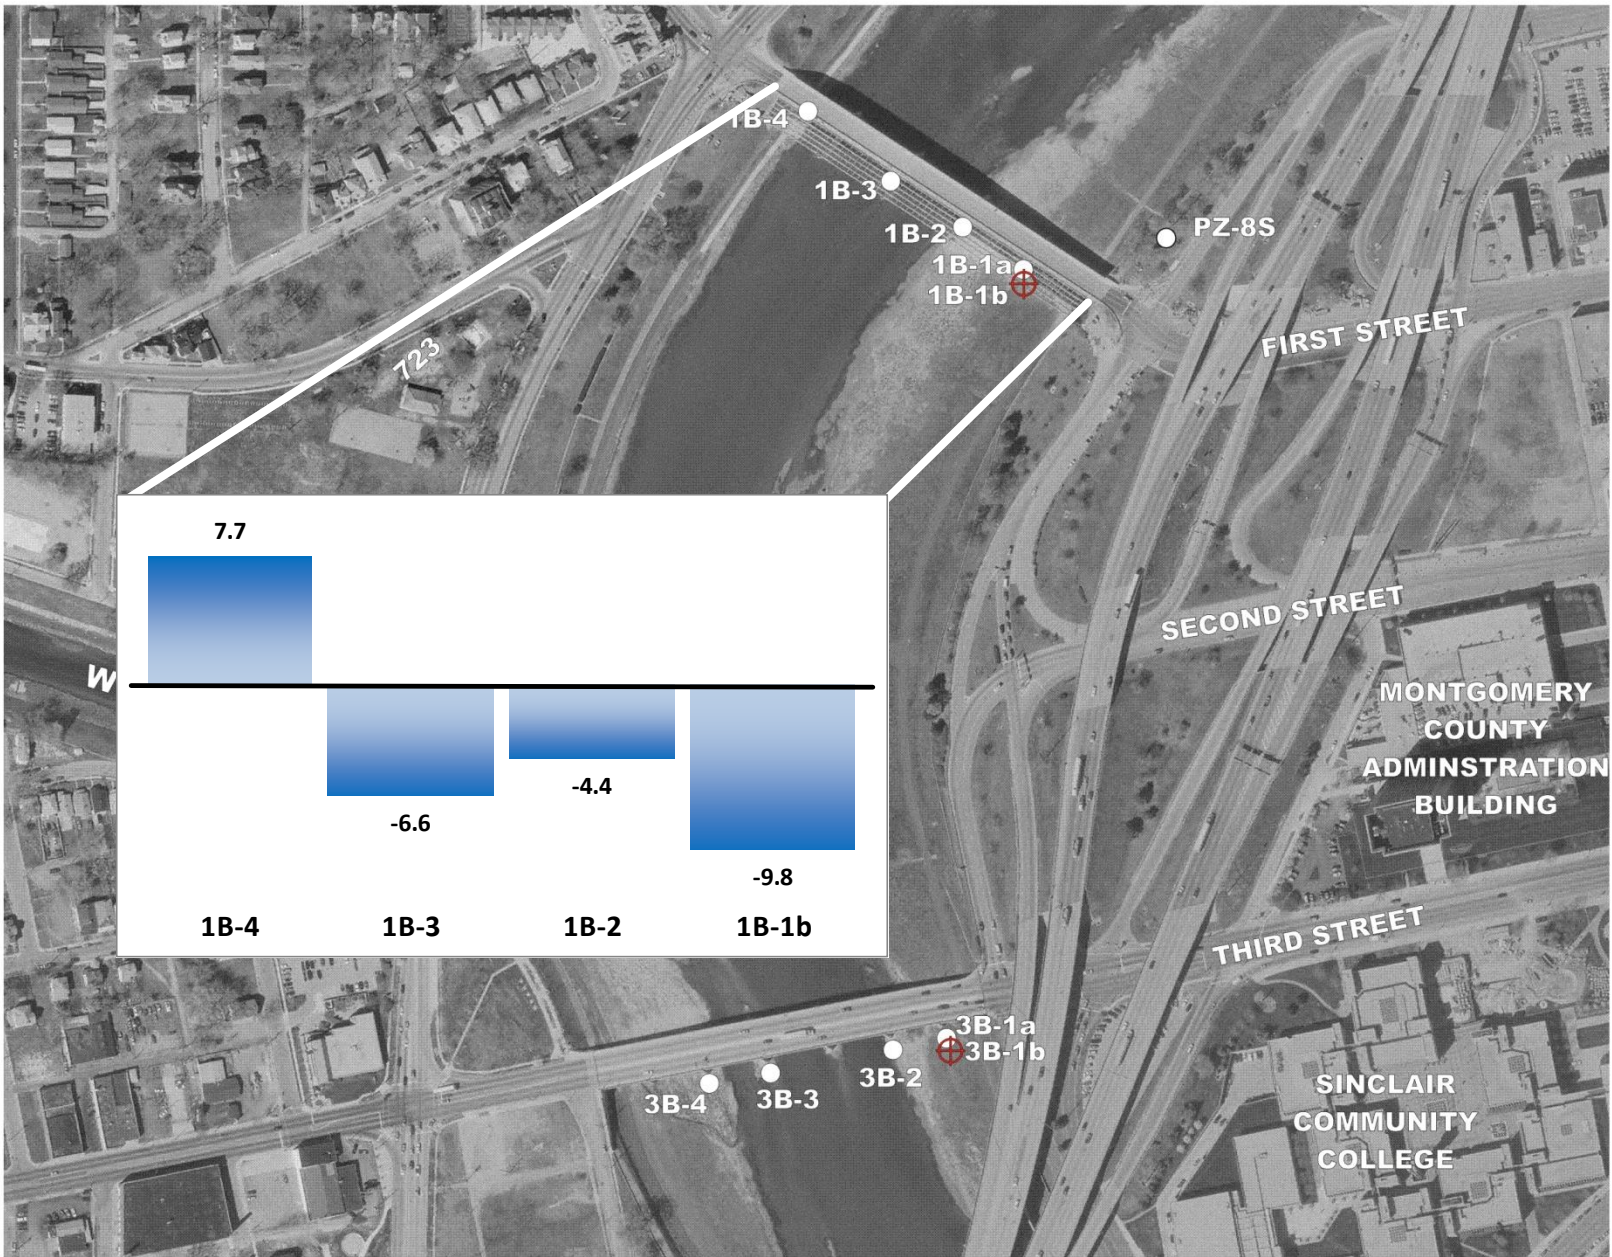 1B-4
1B-3
1B-2
PZ-8S
1B-1a
1B-1b
FIRST STREET
723
7.7
SECOND STREET
W
MONTGOMERY
COUNTY
ADMINSTRATION
BUILDING
-4.4
-6.6
-9.8
1B-4 1B-3 1B-2 1B-1b
THIRD STREET
3B-1a
3B-1b
3B-2
3B-3
3B-4
SINCLAIR
COMMUNITY
COLLEGE